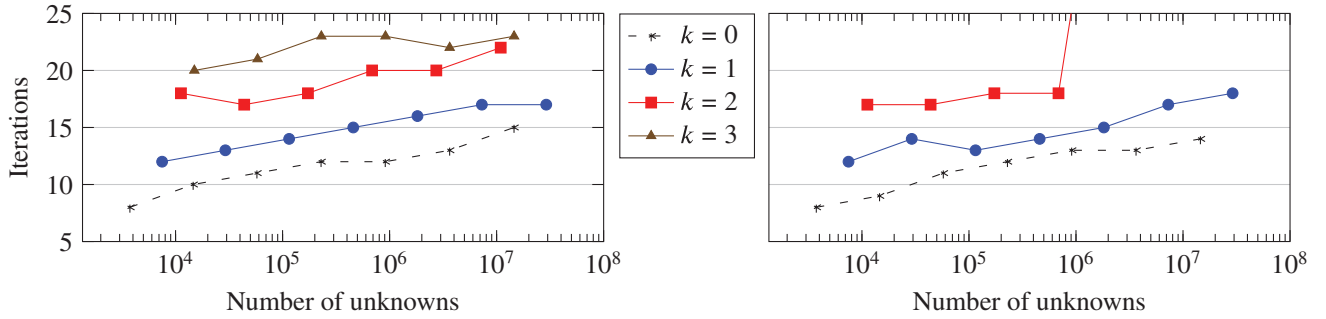 Iterations
25
20
15
10
5
10^4
10^5
10^6
10^7
10^8
Number of unknowns
k = 0
k = 1
k = 2
k = 3
10^4
10^5
10^6
10^7
10^8
Number of unknowns